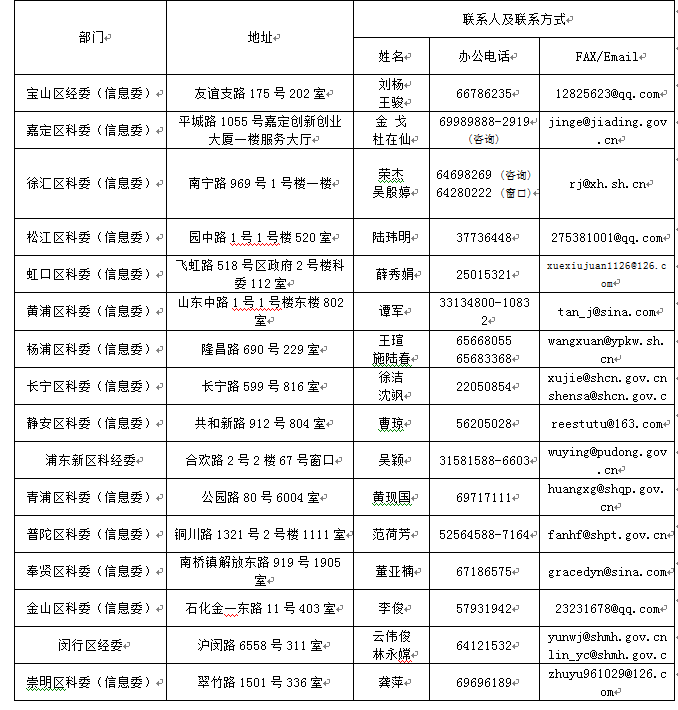 部门
地址
联系人及联系方式
姓名
办公电话
FAX/Email
宝山区经委（信息委）
友谊支路 175 号 202 室
刘杨
王骏
66786235
12825623@qq.com
嘉定区科委（信息委）
平城路 1055 号嘉定创新创业
大厦一楼服务大厅
金 戈
杜在仙
69989888-2919
（咨询）
jinge@jiading.gov
.cn
徐汇区科委（信息委）
南宁路 969 号 1 号楼一楼
荣杰
吴殷婷
64698269 （咨询）
64280222 （窗口）
rj@xh.sh.cn
松江区科委（信息委）
园中路 1 号 1 号楼 520 室
陆玮明
37736448
275381001@qq.com
虹口区科委（信息委）
飞虹路 518 号区政府 2 号楼科
委 112 室
薛秀娟
25015321
xuexiujuan1126@126.c
om
黄浦区科委（信息委）
山东中路 1 号 1 号楼东楼 802
室
谭军
33134800-1083
2
tan_j@sina.com
杨浦区科委（信息委）
隆昌路 690 号 229 室
王瑄
施陆春
65668055
65683368
wangxuan@ypkw.sh.
cn
长宁区科委（信息委）
长宁路 599 号 816 室
徐洁
沈飒
22050854
xujie@shcn.gov.cn
shensa@shcn.gov.c
静安区科委（信息委）
共和新路 912 号 804 室
曹琼
56205028
reestutu@163.com
浦东新区科经委
合欢路 2 号 2 楼 67 号窗口
吴颖
31581588-6603
wuying@pudong.gov
.cn
青浦区科委（信息委）
公园路 80 号 6004 室
黄现国
69717111
huangxg@shqp.gov.
cn
普陀区科委（信息委）
铜川路 1321 号 2 号楼 1111 室
范荷芳
52564588-7164
fanhf@shpt.gov.cn
奉贤区科委（信息委）
南桥镇解放东路 919 号 1905
室
董亚楠
67186575
gracedyn@sina.com
金山区科委（信息委）
石化金一东路 11 号 403 室
李俊
57931942
23231678@qq.com
闵行区经委
沪闵路 6558 号 311 室
云伟俊
林永嫦
64121532
yunwj@shmh.gov.cn
lin_yc@shmh.gov.c
崇明区科委（信息委）
翠竹路 1501 号 336 室
龚萍
69696189
zhuyu961029@126.c
om